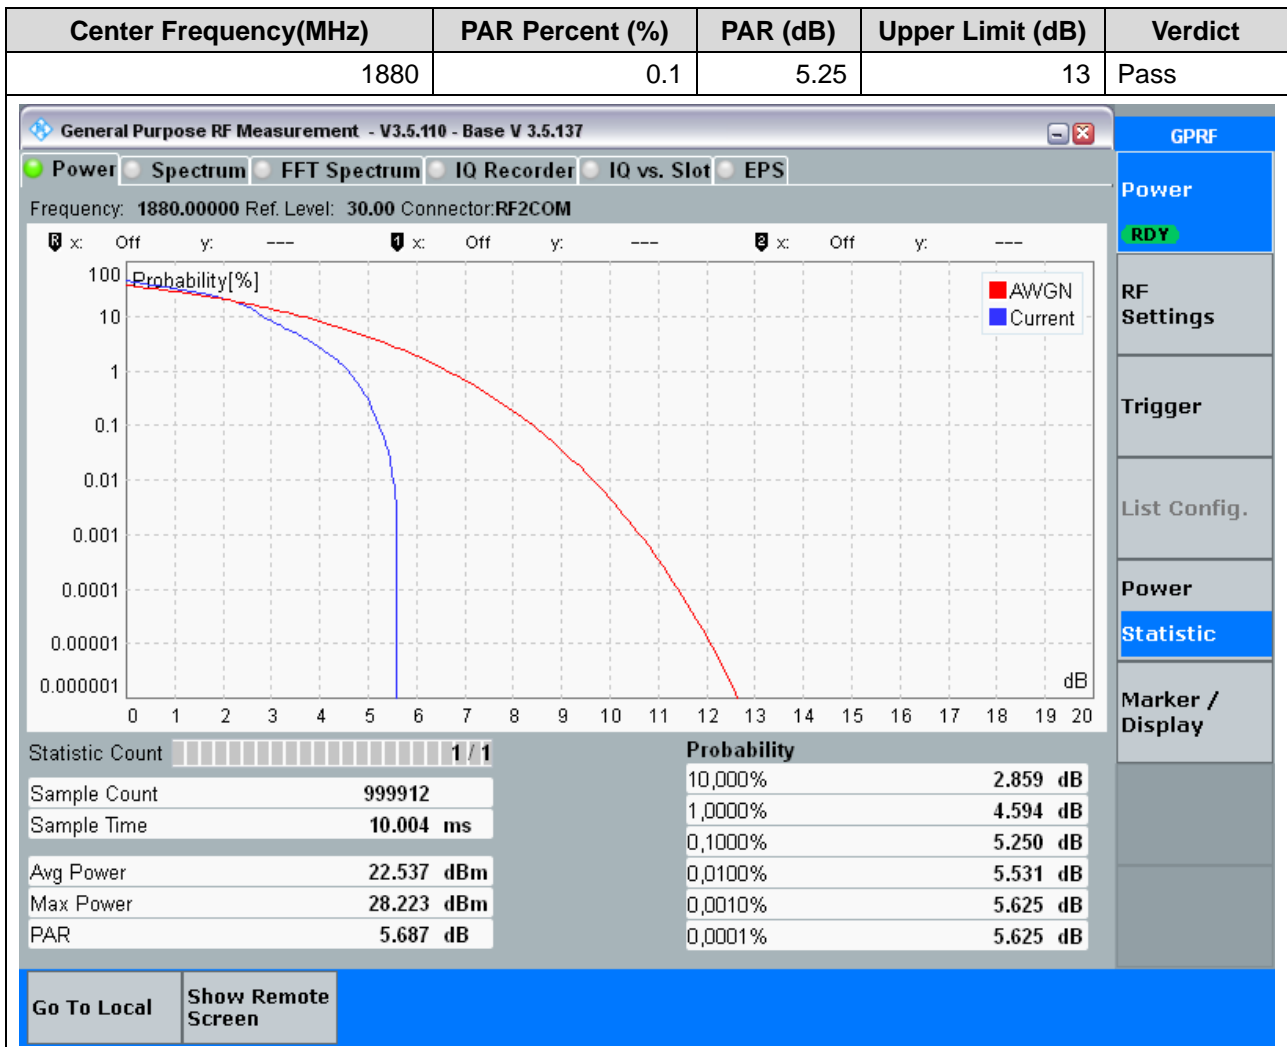 Center Frequency(MHz) PAR Percent (%) PAR (dB) Upper Limit (dB) Verdict
1880 0.1 5.25 13 Pass
General Purpose RF Measurement - V3.5.110 - Base V 3.5.137
GPRF
Power Spectrum FFT Spectrum IQ Recorder IQ vs. Slot EPS
Power
RDY
Frequency: 1880.00000 Ref. Level: 30.00 Connector:RF2COM
R x: Off y: --- 1 x: Off y: --- 2 x: Off y: ---
Probability[%]
AWGN
Current
100
10
1
0.1
0.01
0.001
0.0001
0.00001
0.000001
dB
0 1 2 3 4 5 6 7 8 9 10 11 12 13 14 15 16 17 18 19 20
RF
Settings
Trigger
List Config.
Power
Statistic
Marker /
Display
Statistic Count 1 / 1
Sample Count 999912
Sample Time 10.004 ms
Avg Power 22.537 dBm
Max Power 28.223 dBm
PAR 5.687 dB
Probability
10,000% 2.859 dB
1,0000% 4.594 dB
0,1000% 5.250 dB
0,0100% 5.531 dB
0,0010% 5.625 dB
0,0001% 5.625 dB
Go To Local
Show Remote
Screen